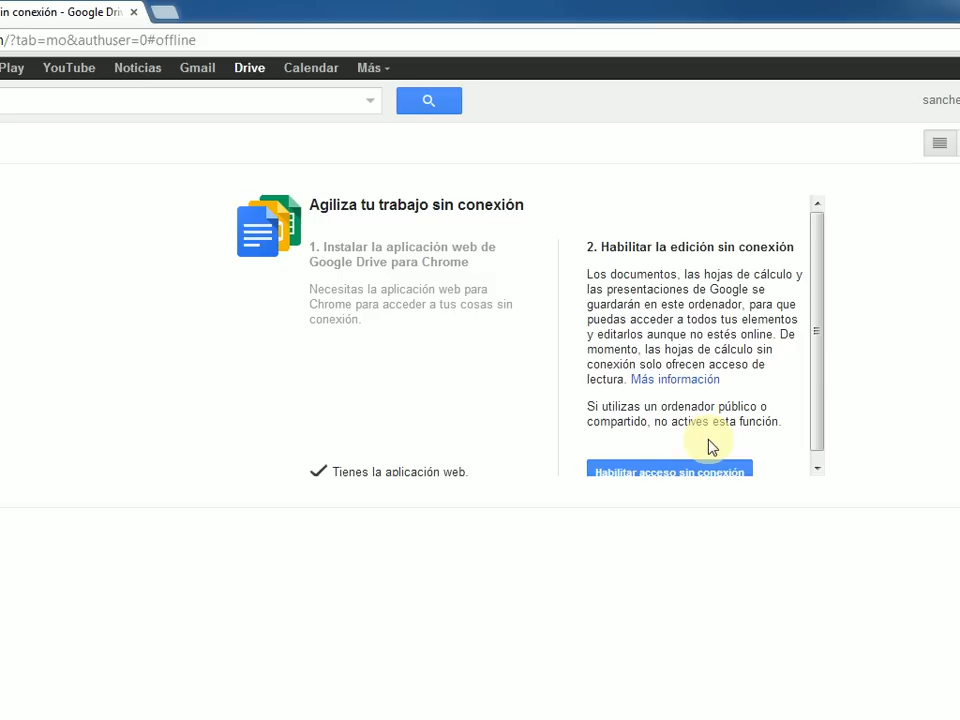 sin conexión - Google Driv
/?tab=mo&authuser=0#offline
Play YouTube Noticias Gmail Drive Calendar Más
sanche
Agiliza tu trabajo sin conexión
1. Instalar la aplicación web de
Google Drive para Chrome
Necesitas la aplicación web para
Chrome para acceder a tus cosas sin
conexión.
Tienes la aplicación web.
2. Habilitar la edición sin conexión
Los documentos, las hojas de cálculo y
las presentaciones de Google se
guardarán en este ordenador, para que
puedas acceder a todos tus elementos
y editarlos aunque no estés online. De
momento, las hojas de cálculo sin
conexión solo ofrecen acceso de
lectura. Más información
Si utilizas un ordenador público o
compartido, no actives esta función.
Habilitar acceso sin conexión